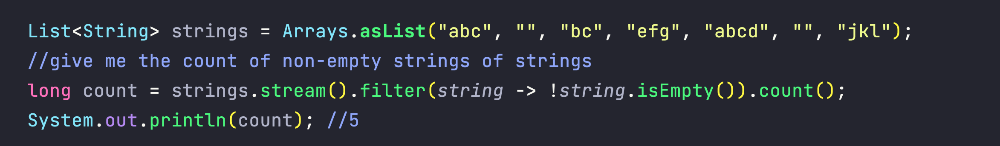 List<String> strings = Arrays.asList("abc", "", "bc", "efg", "abcd", "", "jkl");
//give me the count of non-empty strings of strings
long count = strings.stream().filter(string -> !string.isEmpty()).count();
System.out.println(count); //5